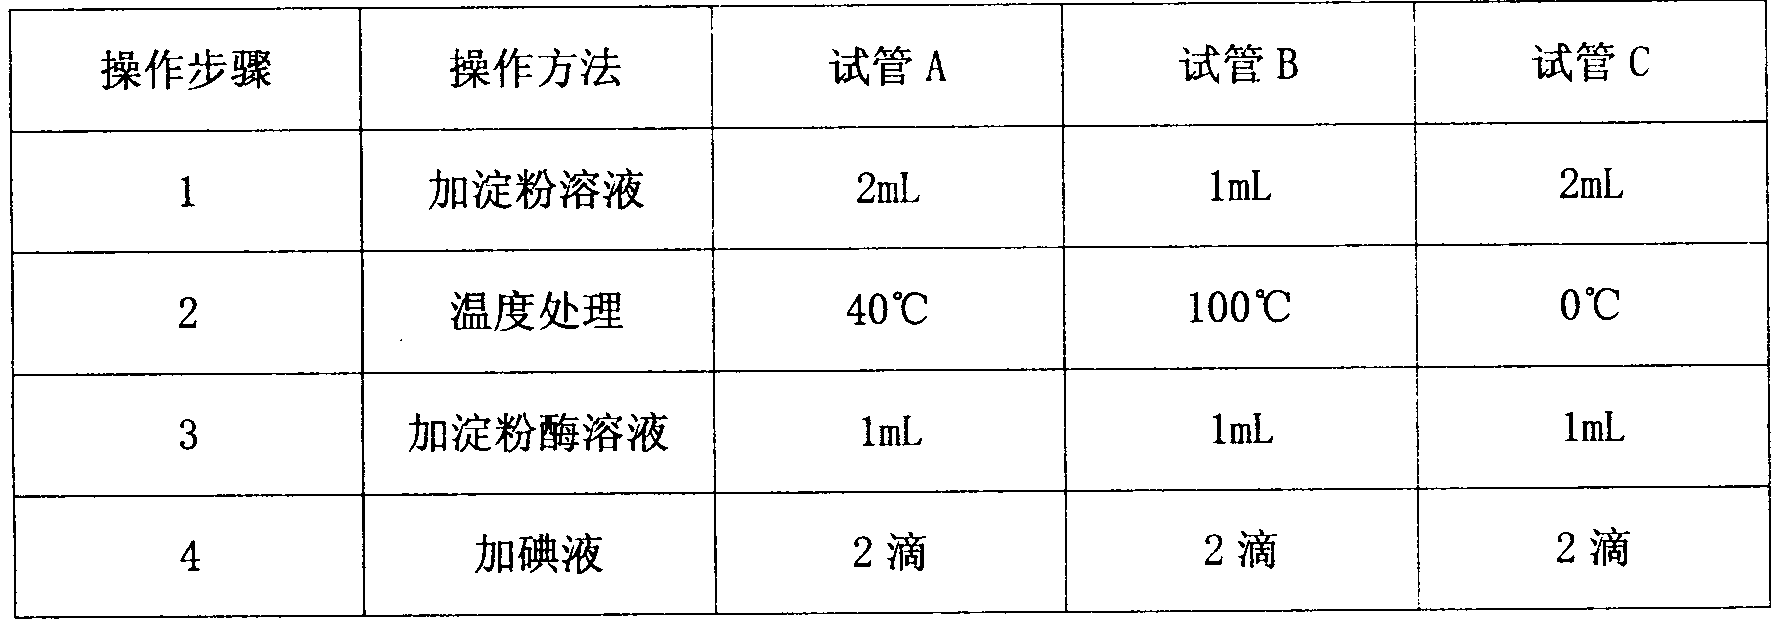 操作步骤 操作方法 试管 A 试管 B 试管 C
1 加淀粉溶液 2mL 1mL 2mL
2 温度处理 40℃ 100℃ 0℃
3 加淀粉酶溶液 1mL 1mL 1mL
4 加碘液 2 滴 2 滴 2 滴